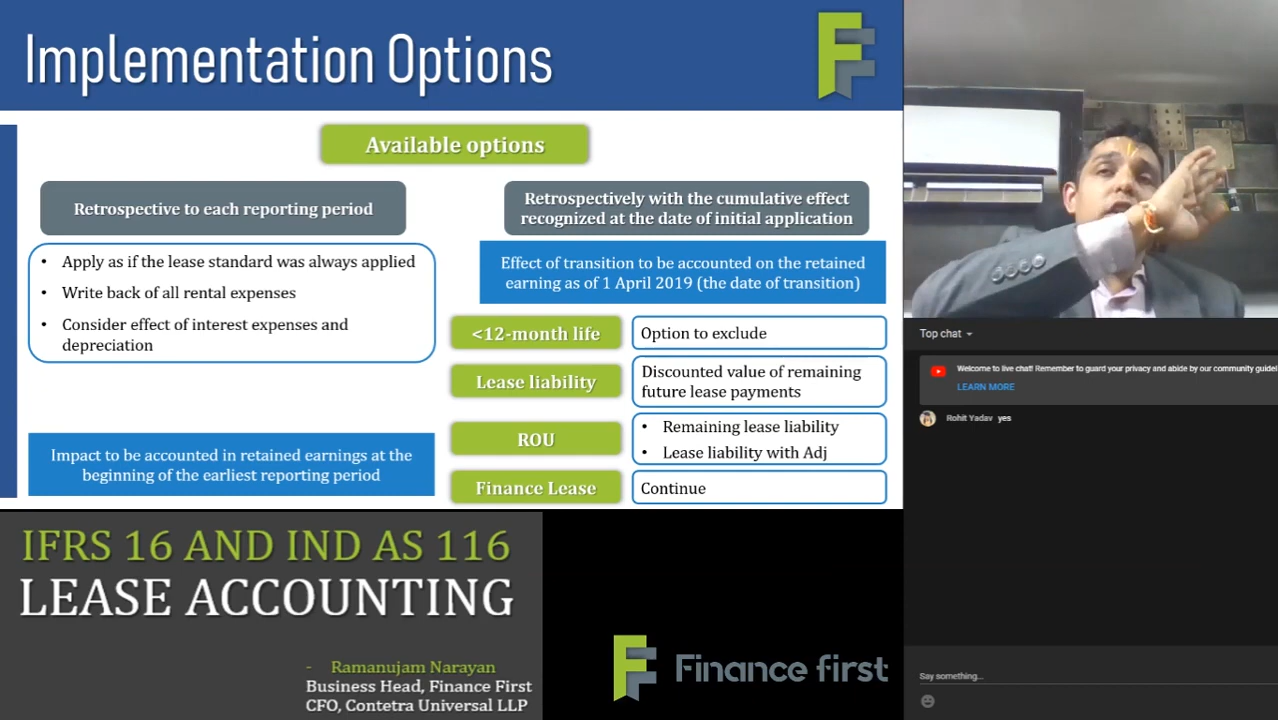 Implementation Options
Available options
Retrospective to each reporting period
• Apply as if the lease standard was always applied
• Write back of all rental expenses
• Consider effect of interest expenses and
depreciation
Impact to be accounted in retained earnings at the
beginning of the earliest reporting period
Retrospectively with the cumulative effect
recognized at the date of initial application
Effect of transition to be accounted on the retained
earning as of 1 April 2019 (the date of transition)
<12-month life
Option to exclude
Lease liability
Discounted value of remaining
future lease payments
ROU
• Remaining lease liability
• Lease liability with Adj
Finance Lease
Continue
IFRS 16 AND IND AS 116
LEASE ACCOUNTING
- Ramanujam Narayan
Business Head, Finance First
CFO, Contetra Universal LLP
Finance first
Top chat
Welcome to live chat! Remember to guard your privacy and abide by our community guidel
LEARN MORE
Rohit Yadav yes
Say something...